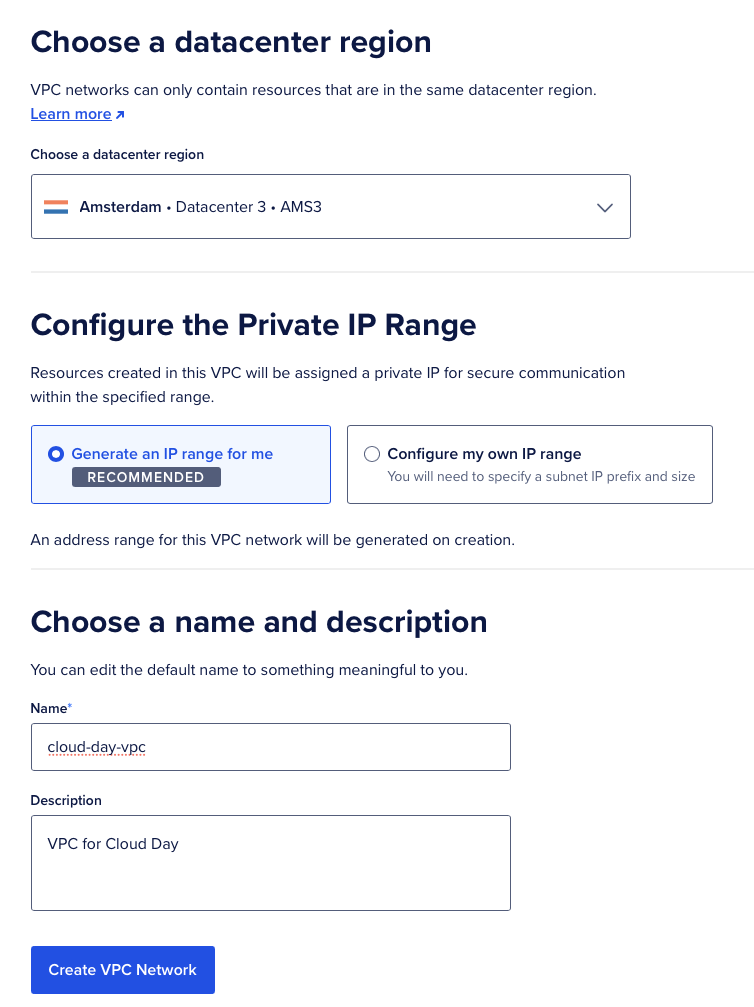 Choose a datacenter region
VPC networks can only contain resources that are in the same datacenter region.
Learn more
Choose a datacenter region
Amsterdam • Datacenter 3 • AMS3
Configure the Private IP Range
Resources created in this VPC will be assigned a private IP for secure communication
within the specified range.
Generate an IP range for me
RECOMMENDED
Configure my own IP range
You will need to specify a subnet IP prefix and size
An address range for this VPC network will be generated on creation.
Choose a name and description
You can edit the default name to something meaningful to you.
Name*
cloud-day-vpc
Description
VPC for Cloud Day
Create VPC Network